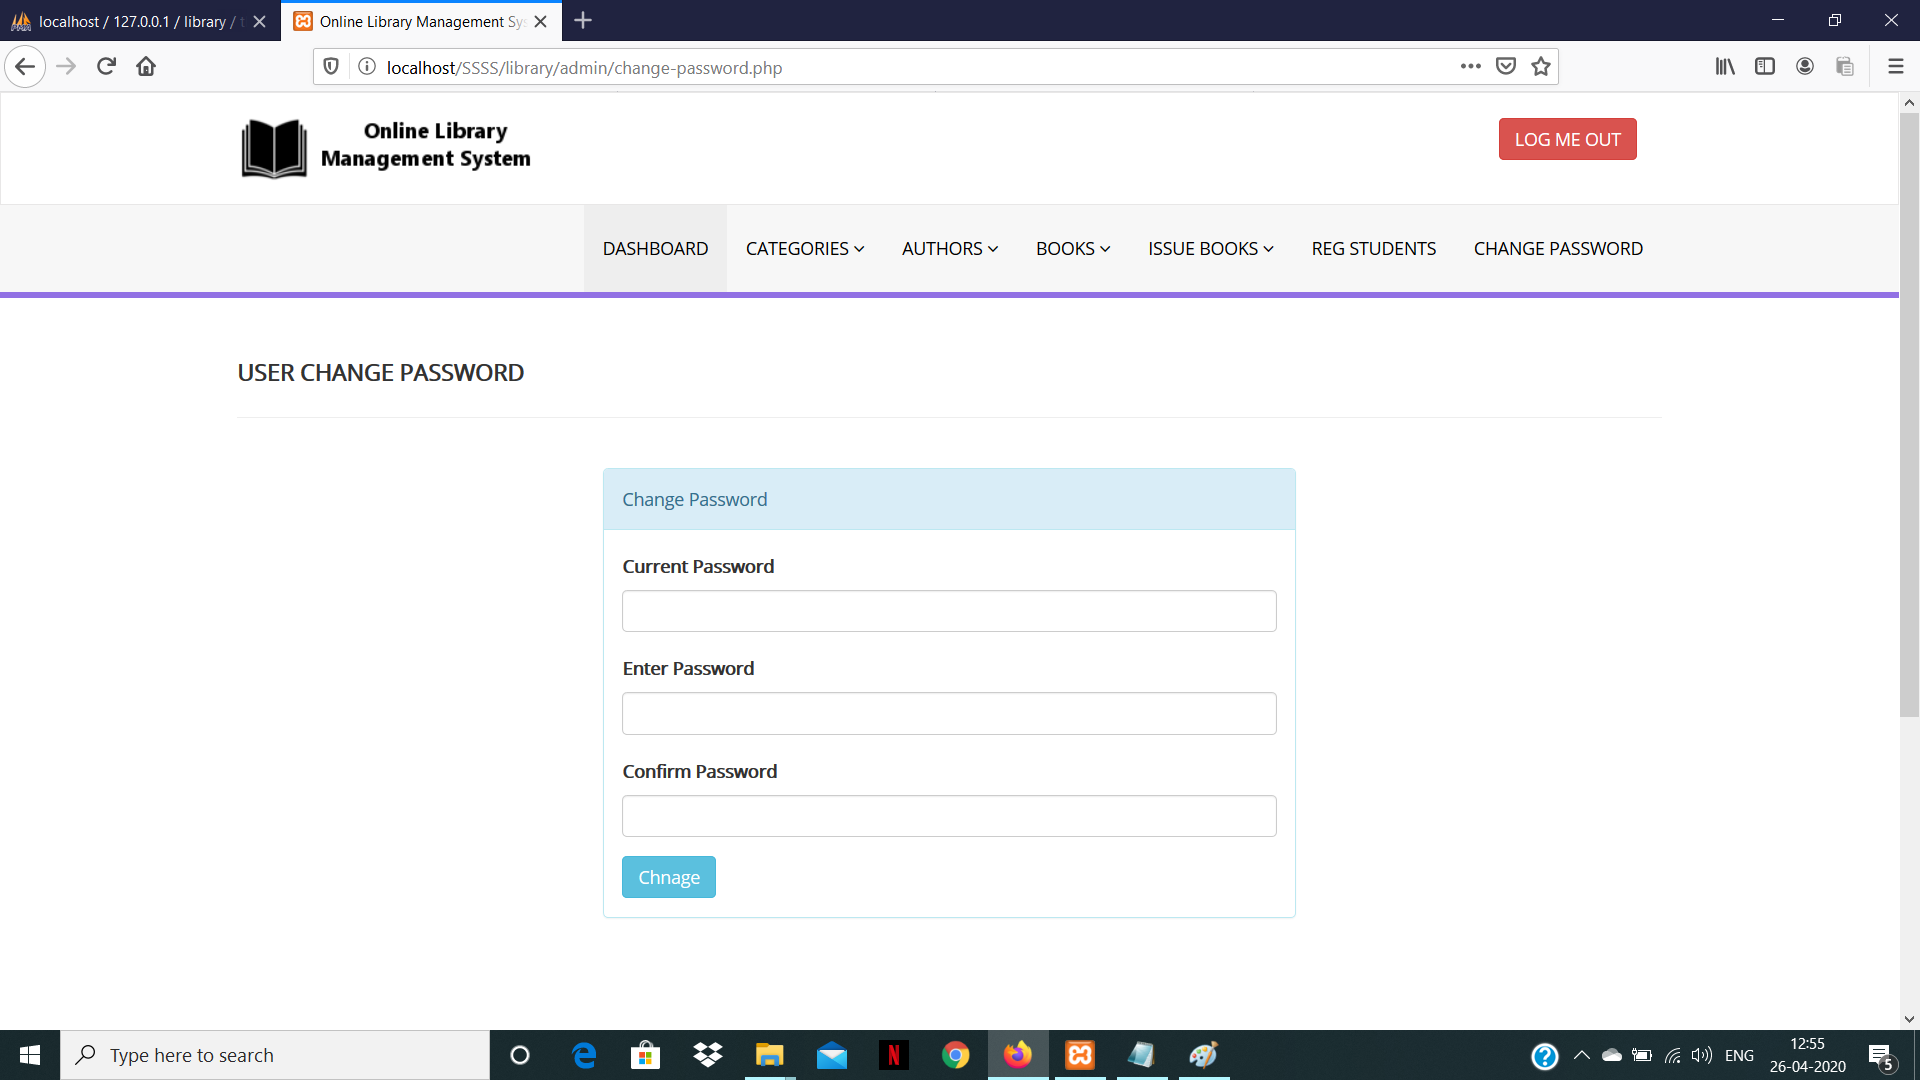 localhost / 127.0.0.1 / library /
Online Library Management Sys
localhost/SSSS/library/admin/change-password.php
Online Library
Management System
LOG ME OUT
DASHBOARD CATEGORIES AUTHORS BOOKS ISSUE BOOKS REG STUDENTS CHANGE PASSWORD
USER CHANGE PASSWORD
Change Password
Current Password
Enter Password
Confirm Password
Chnage
Type here to search
ENG
12:55
26-04-2020
5